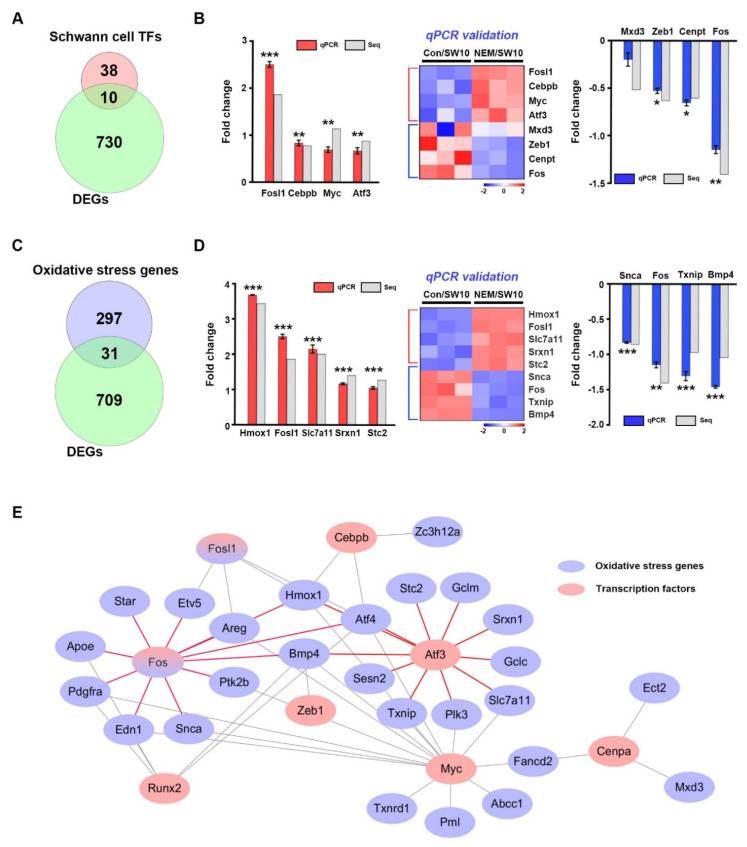 A
Schwann cell TFs
38
10
730
DEGs
B
Fold change
3
2
1
0
qPCR
Seq
***
**
**
**
Fosl1 Cebpb Myc Atf3
qPCR validation
Con/SW10 NEM/SW10
Fosl1
Cebpb
Myc
Atf3
Mxd3
Zeb1
Cenpt
Fos
-2 0 2
Mxd3 Zeb1 Cenpt Fos
Fold change
0
-0.5
-1.0
-1.5
*
*
**
qPCR
Seq
C
Oxidative stress genes
297
31
709
DEGs
D
Fold change
4
3
2
1
0
qPCR
Seq
***
***
***
***
***
Hmox1 Fosl1 Slc7a11 Srxn1 Stc2
qPCR validation
Con/SW10 NEM/SW10
Hmox1
Fosl1
Slc7a11
Srxn1
Stc2
Snca
Fos
Txnip
Bmp4
-2 0 2
Snca Fos Txnip Bmp4
Fold change
0
-0.5
-1.0
-1.5
-2.0
***
**
***
***
qPCR
Seq
E
Cebpb
Zc3h12a
Fosl1
Oxidative stress genes
Transcription factors
Star
Etv5
Hmox1
Stc2
Gclm
Areg
Atf4
Srxn1
Apoe
Fos
Bmp4
Atf3
Gclc
Pdgfra
Ptk2b
Sesn2
Slc7a11
Ect2
Edn1
Snca
Zeb1
Txnip
Plk3
Cenpa
Runx2
Myc
Fancd2
Mxd3
Txnrd1
Pml
Abcc1